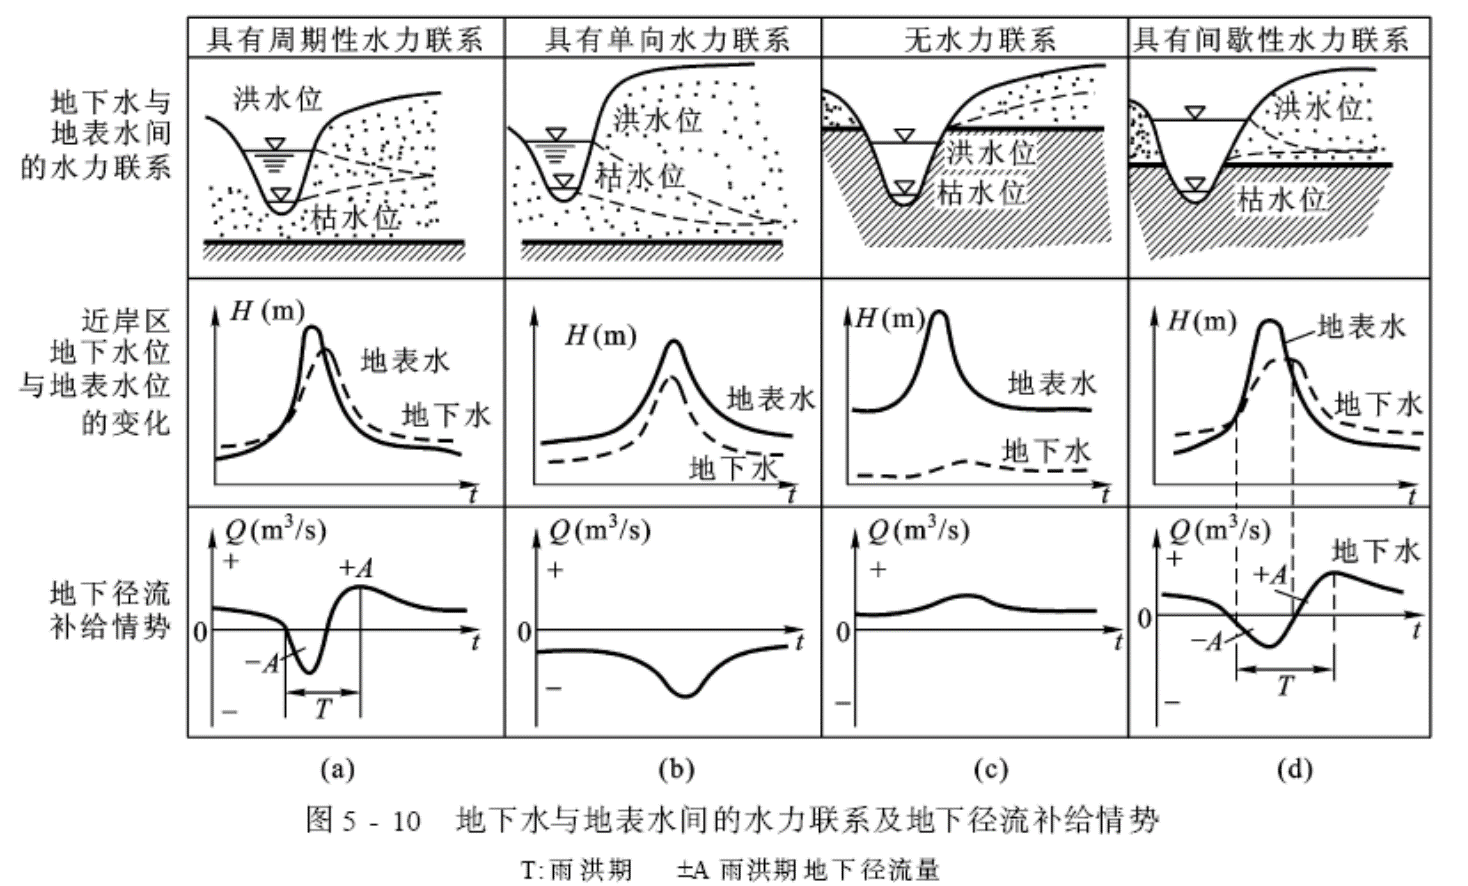 具有周期性水力联系
具有单向水力联系
无水力联系
具有间歇性水力联系
地下水与
地表水间
的水力联系
洪水位
枯水位
洪水位
枯水位
洪水位
枯水位
洪水位
枯水位
近岸区
地下水位
与地表水位
的变化
H (m)
地表水
地下水
t
H (m)
地表水
地下水
t
H (m)
地表水
地下水
t
H (m)
地表水
地下水
t
地下径流
补给情势
Q (m³/s)
+
+A
0
t
−A
T
−
Q (m³/s)
+
0
t
−
Q (m³/s)
+
0
t
−
Q (m³/s)
+
地下水
+A
0
t
−A
T
−
(a)
(b)
(c)
(d)
图 5 - 10 地下水与地表水间的水力联系及地下径流补给情势
T:雨洪期 ±A 雨洪期地下径流量